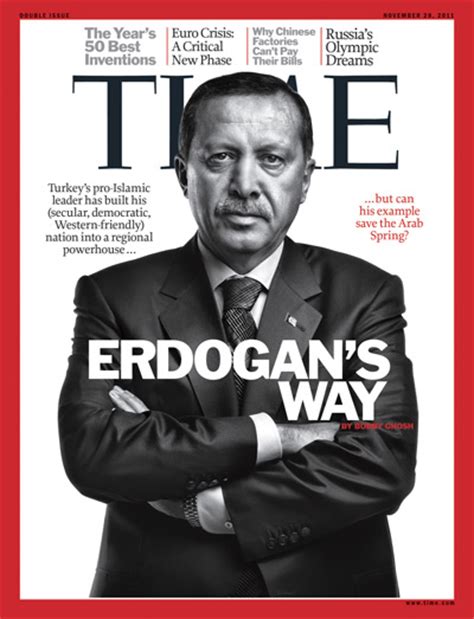 DOUBLE ISSUE
NOVEMBER 28, 2011
The Year's
50 Best
Inventions
Euro Crisis:
A Critical
New Phase
Why Chinese
Factories
Can't Pay
Their Bills
Russia's
Olympic
Dreams
TIME
Turkey's pro-Islamic
leader has built his
(secular, democratic,
Western-friendly)
nation into a regional
powerhouse ...
...but can
his example
save the Arab
Spring?
ERDOGAN'S
WAY
BY BOBBY GHOSH
www.time.com